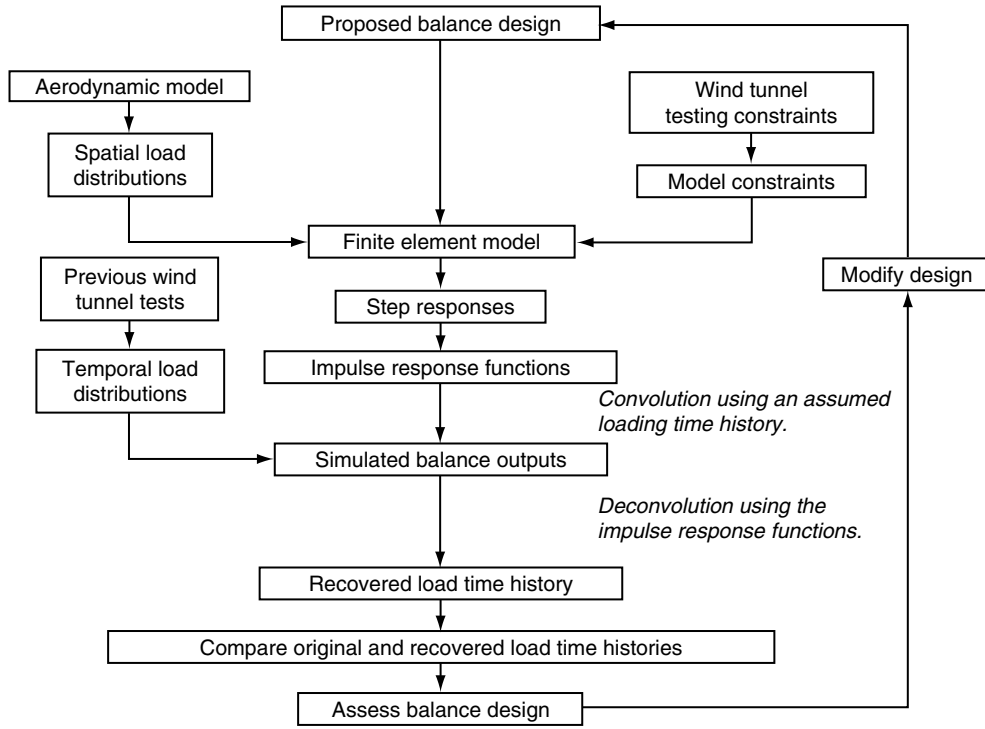 Proposed balance design
Aerodynamic model
Wind tunnel
testing constraints
Spatial load
distributions
Model constraints
Finite element model
Previous wind
tunnel tests
Modify design
Step responses
Temporal load
distributions
Impulse response functions
Convolution using an assumed
loading time history.
Simulated balance outputs
Deconvolution using the
impulse response functions.
Recovered load time history
Compare original and recovered load time histories
Assess balance design